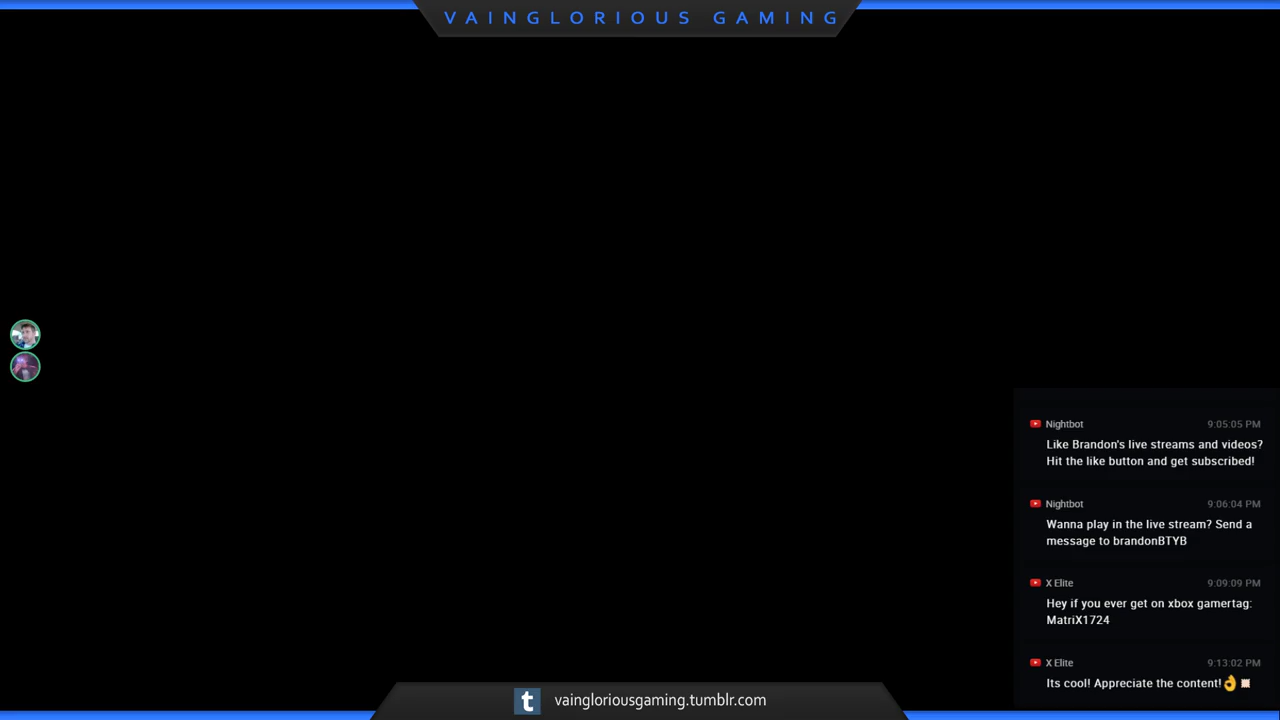 VAINGLORIOUS GAMING
Nightbot 9:05:05 PM
Like Brandon's live streams and videos?
Hit the like button and get subscribed!
Nightbot 9:06:04 PM
Wanna play in the live stream? Send a
message to brandonBTYB
X Elite 9:09:09 PM
Hey if you ever get on xbox gamertag:
MatriX1724
X Elite 9:13:02 PM
Its cool! Appreciate the content!👌
t vaingloriousgaming.tumblr.com